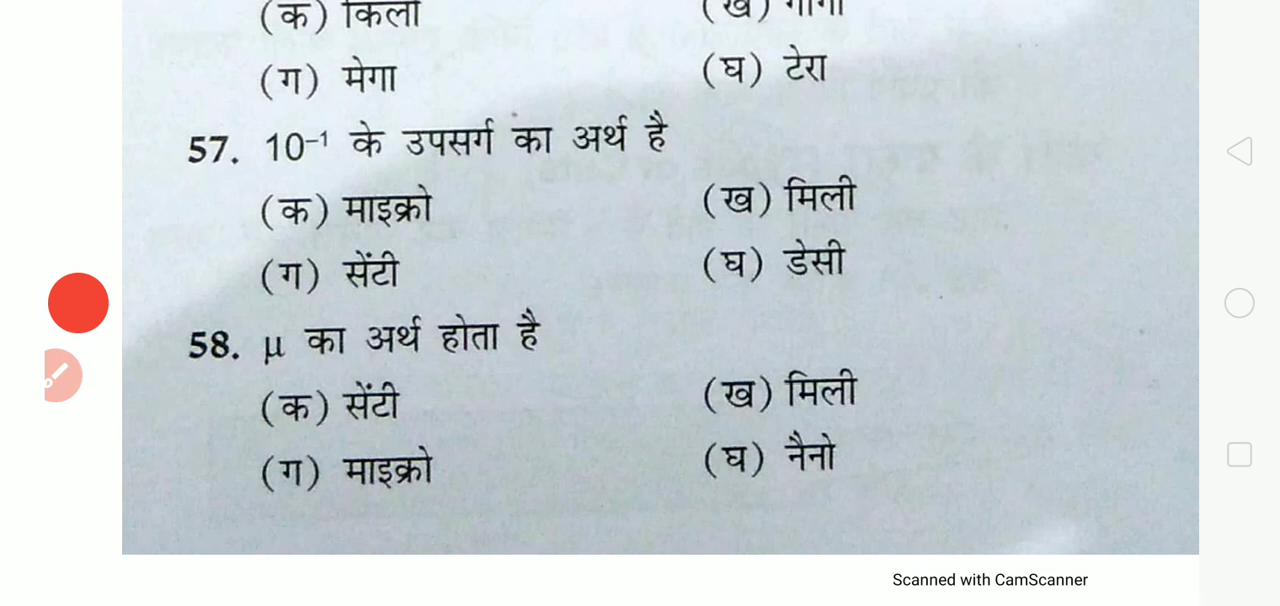 (क) किलो
(ख)
(ग) मेगा
(घ) टेरा
57. 10⁻¹ के उपसर्ग का अर्थ है
(क) माइक्रो
(ख) मिली
(ग) सेंटी
(घ) डेसी
58. μ का अर्थ होता है
(क) सेंटी
(ख) मिली
(ग) माइक्रो
(घ) नैनो
Scanned with CamScanner